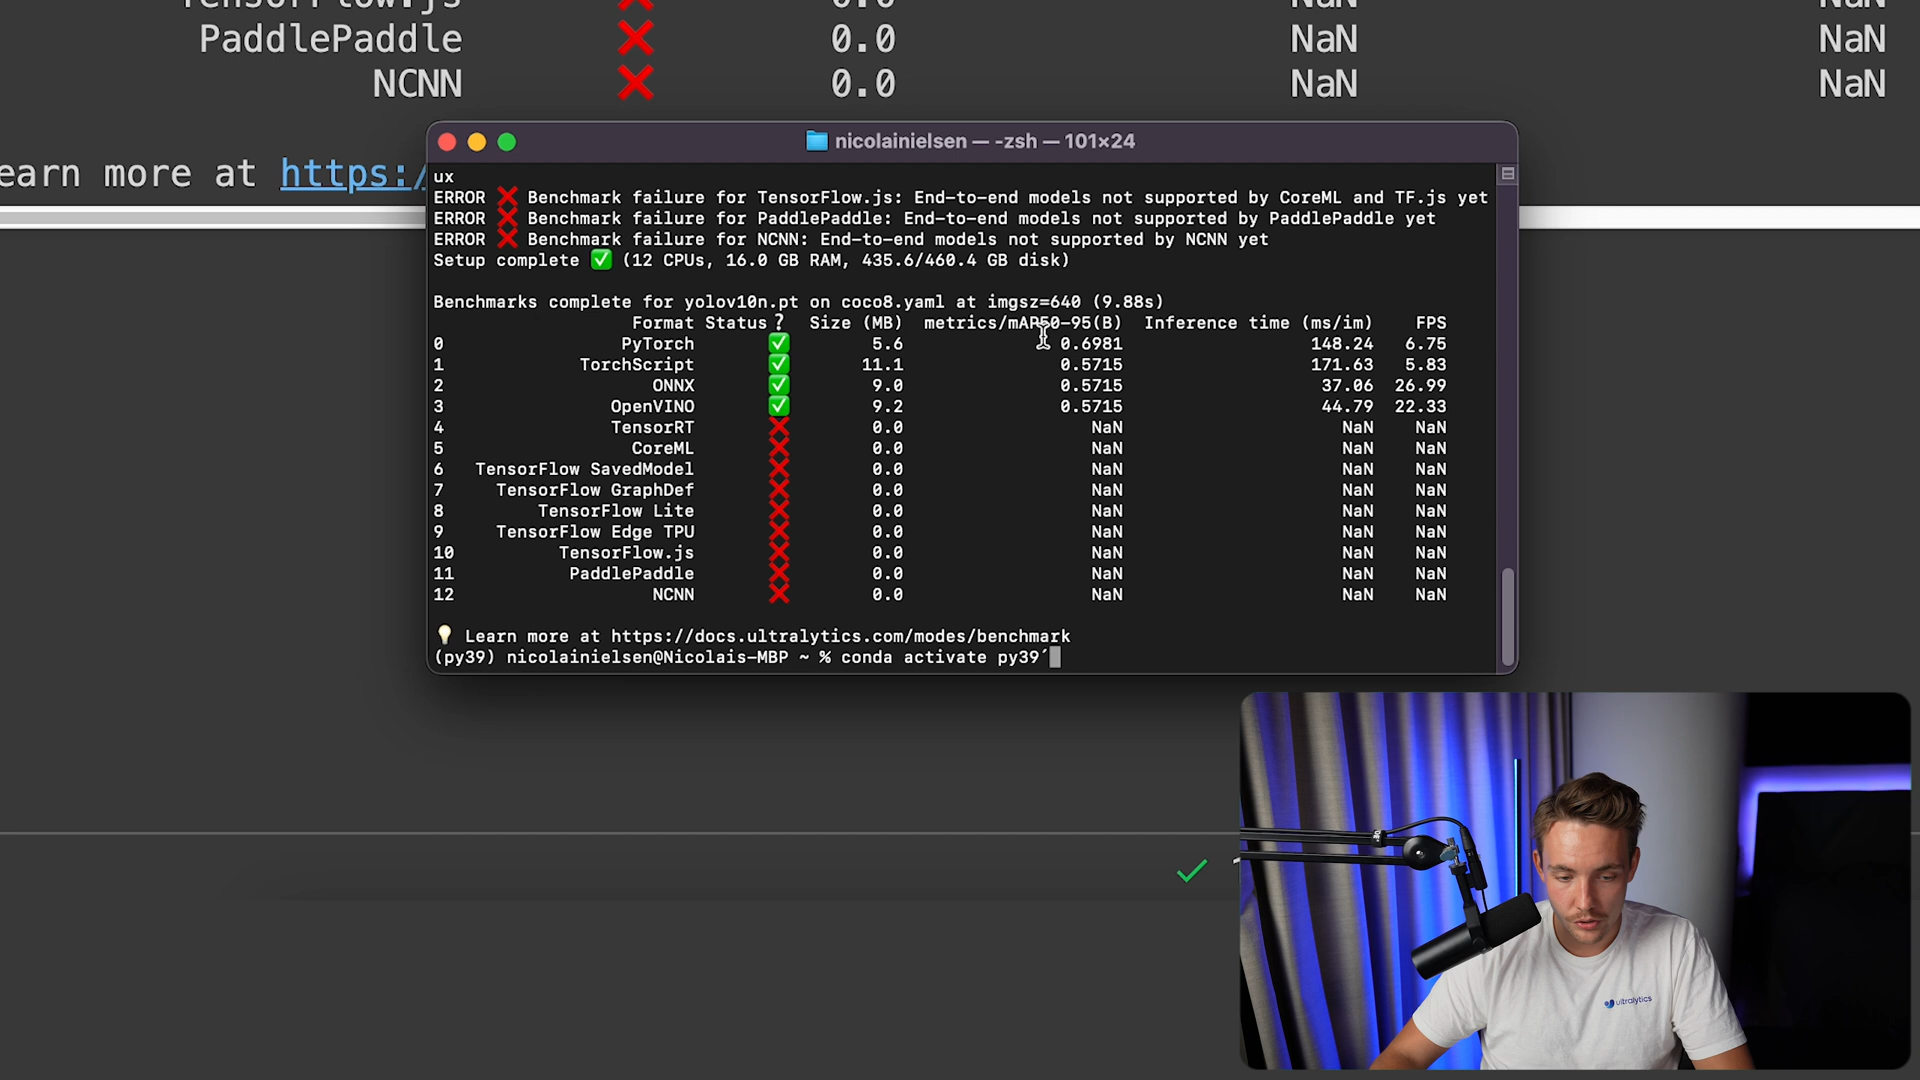 TensorFlow.js ❌ 0.0 NaN NaN
PaddlePaddle ❌ 0.0 NaN NaN
NCNN ❌ 0.0 NaN NaN
earn more at https:/
nicolainielsen — -zsh — 101×24
ux
ERROR ❌ Benchmark failure for TensorFlow.js: End-to-end models not supported by CoreML and TF.js yet
ERROR ❌ Benchmark failure for PaddlePaddle: End-to-end models not supported by PaddlePaddle yet
ERROR ❌ Benchmark failure for NCNN: End-to-end models not supported by NCNN yet
Setup complete ✅ (12 CPUs, 16.0 GB RAM, 435.6/460.4 GB disk)
Benchmarks complete for yolov10n.pt on coco8.yaml at imgsz=640 (9.88s)
Format Status❔ Size (MB) metrics/mAP50-95(B) Inference time (ms/im) FPS
0 PyTorch ✅ 5.6 0.6981 148.24 6.75
1 TorchScript ✅ 11.1 0.5715 171.63 5.83
2 ONNX ✅ 9.0 0.5715 37.06 26.99
3 OpenVINO ✅ 9.2 0.5715 44.79 22.33
4 TensorRT ❌ 0.0 NaN NaN NaN
5 CoreML ❌ 0.0 NaN NaN NaN
6 TensorFlow SavedModel ❌ 0.0 NaN NaN NaN
7 TensorFlow GraphDef ❌ 0.0 NaN NaN NaN
8 TensorFlow Lite ❌ 0.0 NaN NaN NaN
9 TensorFlow Edge TPU ❌ 0.0 NaN NaN NaN
10 TensorFlow.js ❌ 0.0 NaN NaN NaN
11 PaddlePaddle ❌ 0.0 NaN NaN NaN
12 NCNN ❌ 0.0 NaN NaN NaN
💡 Learn more at https://docs.ultralytics.com/modes/benchmark
(py39) nicolainielsen@Nicolais-MBP ~ % conda activate py39´
ultralytics